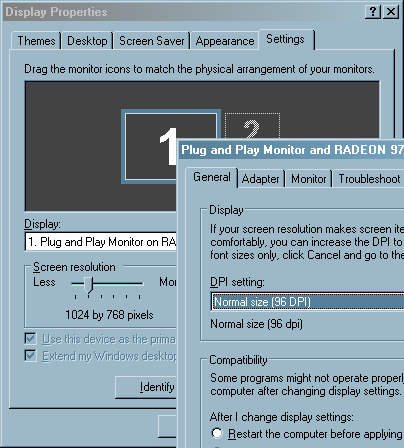 Display Properties
Themes Desktop Screen Saver Appearance Settings
Drag the monitor icons to match the physical arrangement of your monitors.
1
2
Display:
1. Plug and Play Monitor on RA
Screen resolution
Less Mor
1024 by 768 pixels
Use this device as the prima
Extend my Windows desktop
Identify
Plug and Play Monitor and RADEON 97
General Adapter Monitor Troubleshoot
Display
If your screen resolution makes screen ite
comfortably, you can increase the DPI to
font sizes only, click Cancel and go to the
DPI setting:
Normal size (96 DPI)
Normal size (96 dpi)
Compatibility
Some programs might not operate properly
computer after changing display settings.
After I change display settings:
Restart the computer before applying